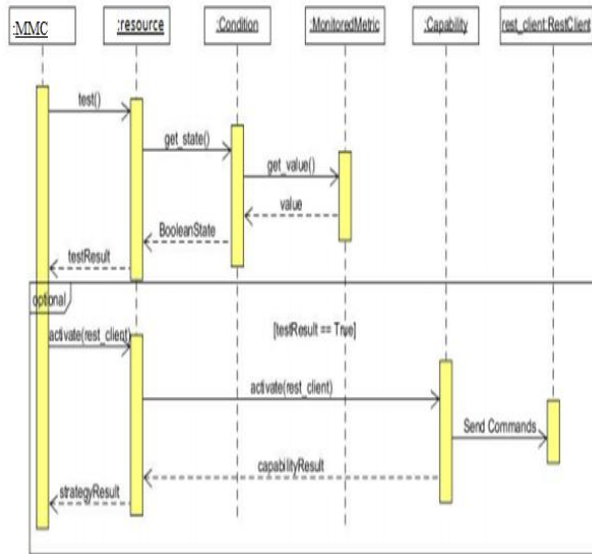 :MMC
:resource
:Condition
:MonitoredMetric
:Capability
rest_client:RestClient
test()
get_state()
get_value()
value
BooleanState
testResult
optional
[testResult == True]
activate(rest_client)
activate(rest_client)
Send Commands
capabilityResult
strategyResult